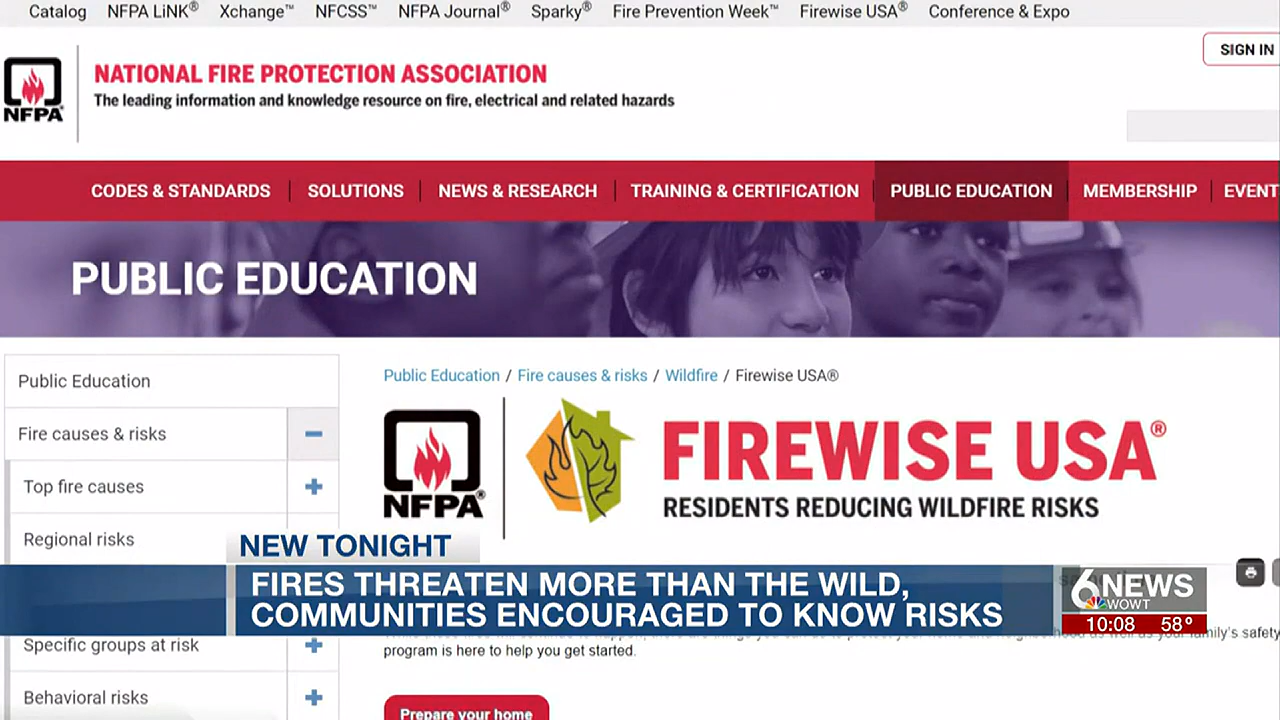 Catalog NFPA LiNK® Xchange™ NFCSS™ NFPA Journal® Sparky® Fire Prevention Week™ Firewise USA® Conference & Expo
SIGN IN
NFPA
NATIONAL FIRE PROTECTION ASSOCIATION
The leading information and knowledge resource on fire, electrical and related hazards
CODES & STANDARDS SOLUTIONS NEWS & RESEARCH TRAINING & CERTIFICATION PUBLIC EDUCATION MEMBERSHIP EVENT
PUBLIC EDUCATION
Public Education
Fire causes & risks
Top fire causes
Regional risks
Public Education / Fire causes & risks / Wildfire / Firewise USA®
NFPA®
FIREWISE USA®
RESIDENTS REDUCING WILDFIRE RISKS
NEW TONIGHT
FIRES THREATEN MORE THAN THE WILD,
COMMUNITIES ENCOURAGED TO KNOW RISKS
6 NEWS
WOWT
10:08 58°
Specific groups at risk
Behavioral risks
family's safety
program is here to help you get started.
Prepare your home